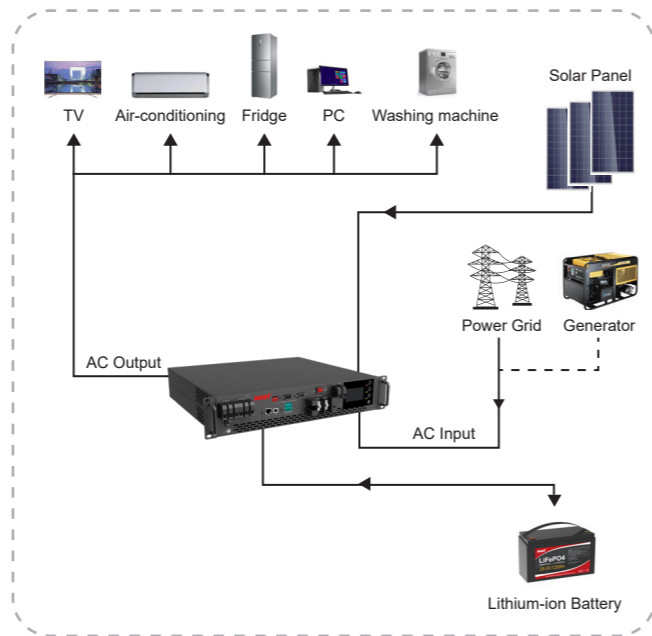 TV
Air-conditioning
Fridge
PC
Washing machine
Solar Panel
Power Grid
Generator
AC Output
AC Input
LiFePO4
Lithium-ion Battery